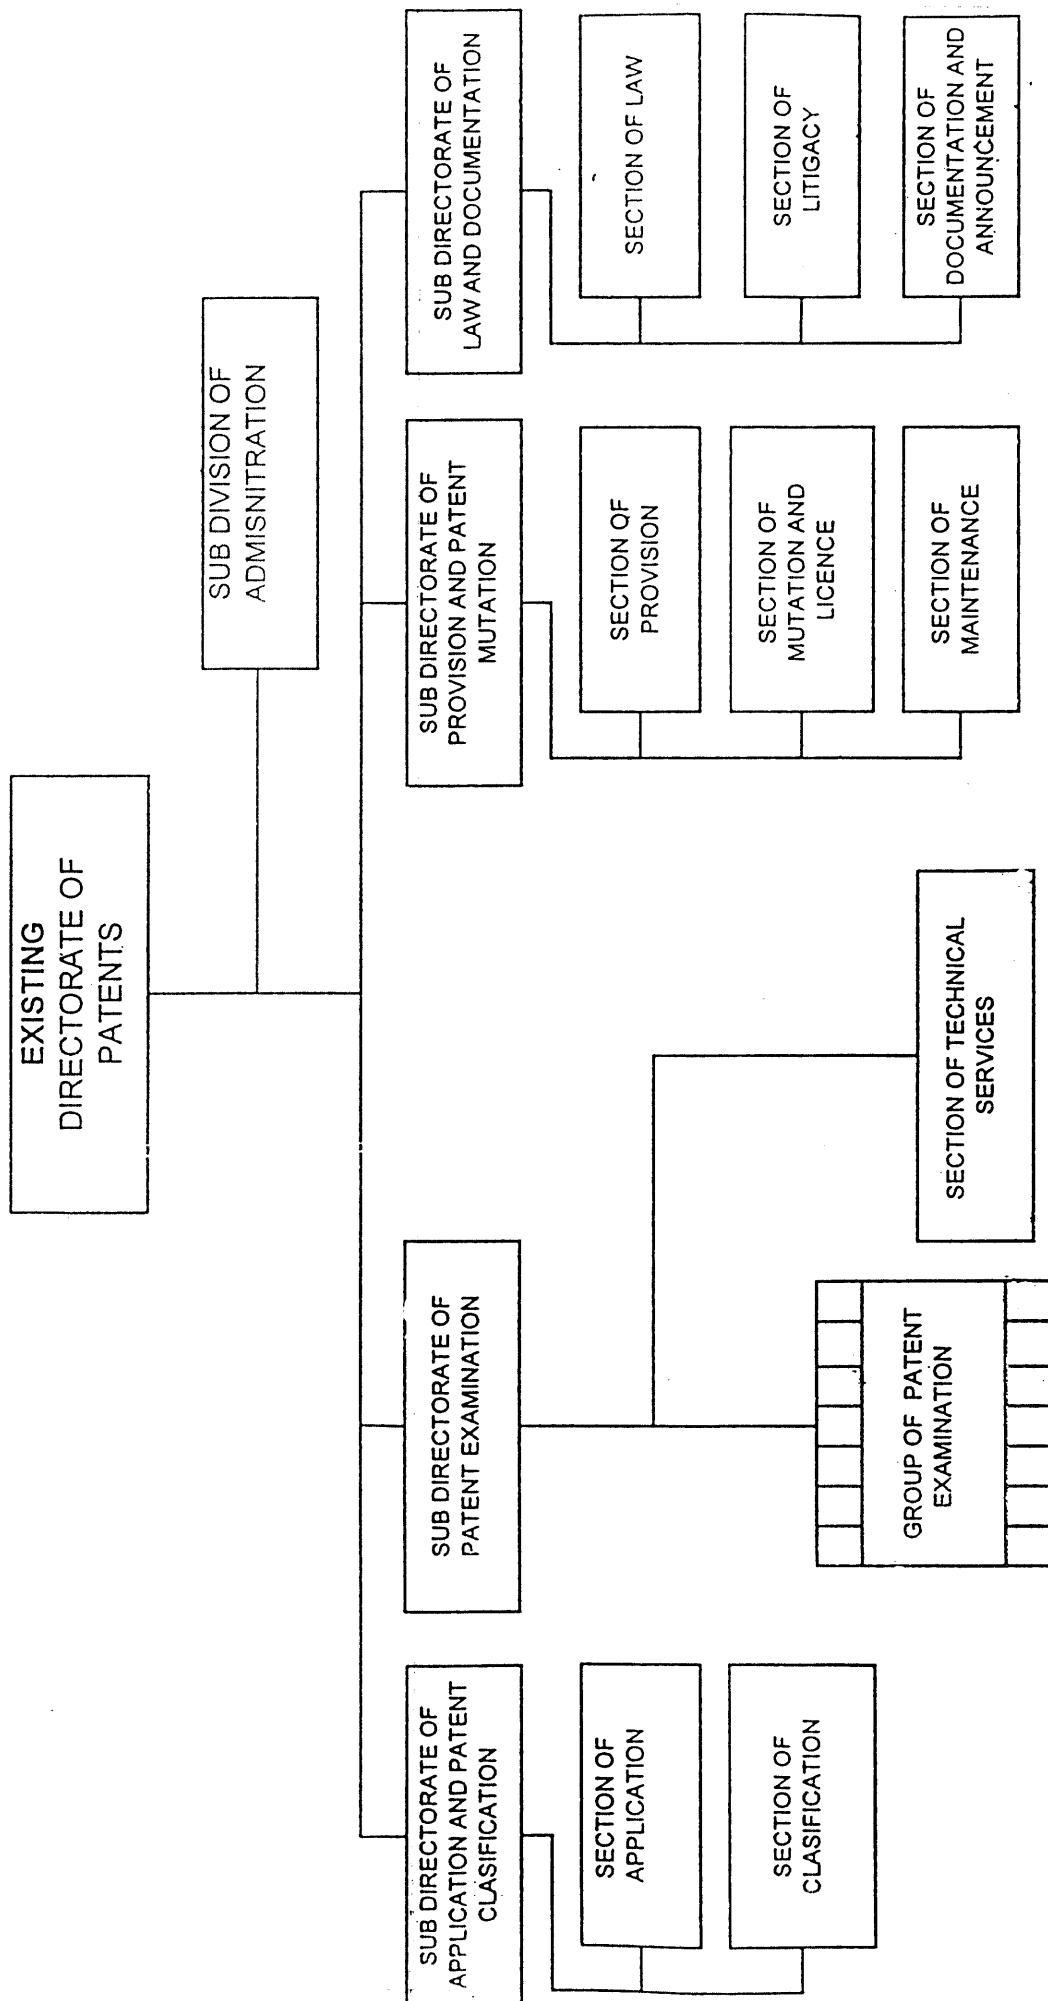 EXISTING
DIRECTORATE OF
PATENTS
SUB DIVISION OF
ADMISNITRATION
SUB DIRECTORATE OF
APPLICATION AND PATENT
CLASIFICATION
SUB DIRECTORATE OF
PATENT EXAMINATION
SUB DIRECTORATE OF
PROVISION AND PATENT
MUTATION
SUB DIRECTORATE OF
LAW AND DOCUMENTATION
SECTION OF
APPLICATION
SECTION OF
CLASIFICATION
GROUP OF PATENT
EXAMINATION
SECTION OF TECHNICAL
SERVICES
SECTION OF
PROVISION
SECTION OF
MUTATION AND
LICENCE
SECTION OF
MAINTENANCE
SECTION OF LAW
SECTION OF
LITIGACY
SECTION OF
DOCUMENTATION AND
ANNOUNCEMENT